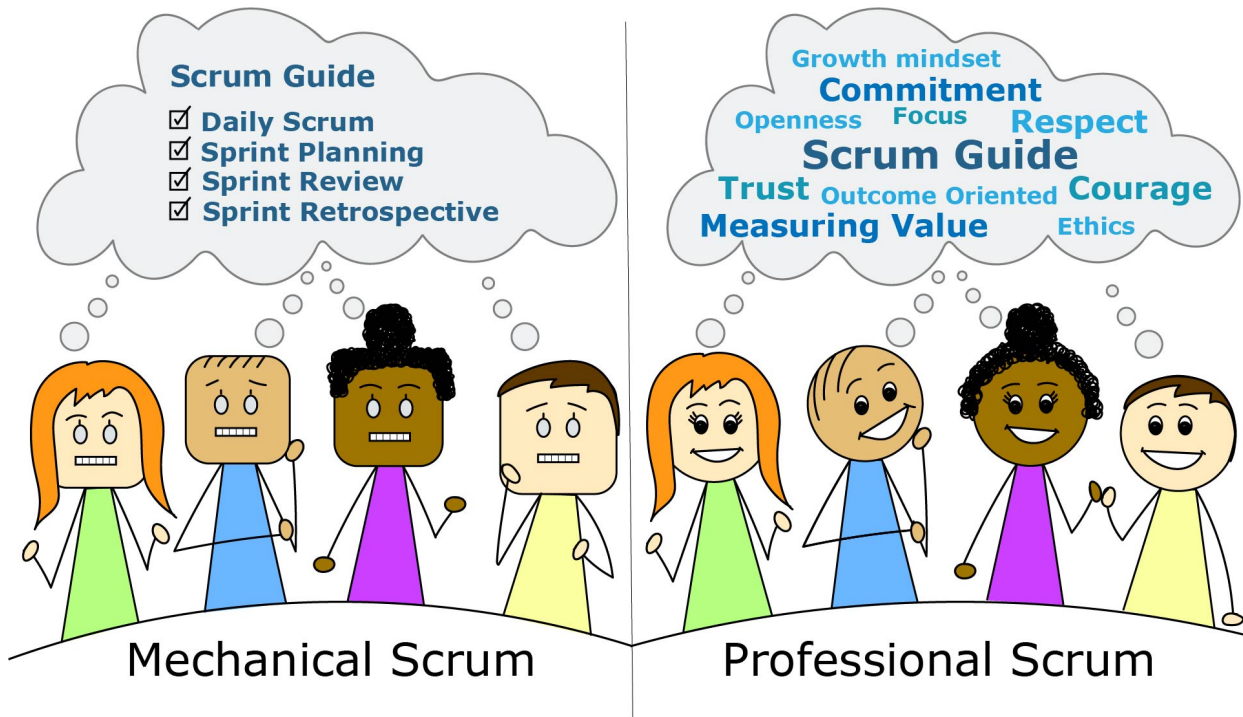 Scrum Guide
☑ Daily Scrum
☑ Sprint Planning
☑ Sprint Review
☑ Sprint Retrospective
Mechanical Scrum
Growth mindset
Commitment
Openness Focus Respect
Scrum Guide
Trust Outcome Oriented Courage
Measuring Value Ethics
Professional Scrum